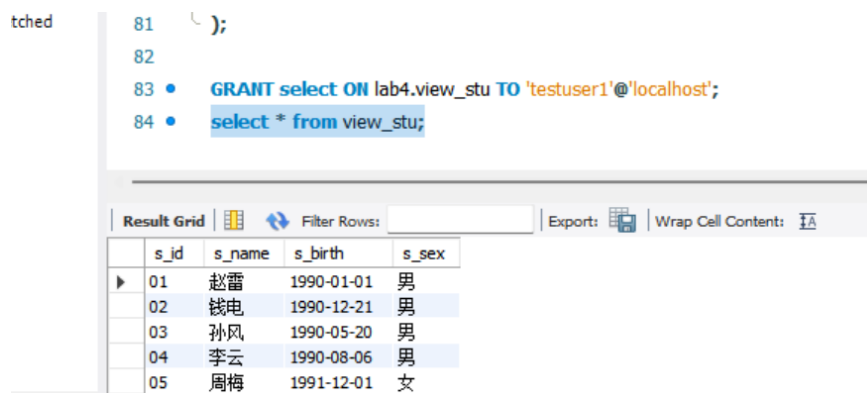 tched
81 );
82
83 GRANT select ON lab4.view_stu TO 'testuser1'@'localhost';
84 select * from view_stu;
Result Grid Filter Rows: Export: Wrap Cell Content: IA
s_id s_name s_birth s_sex
01 赵雷 1990-01-01 男
02 钱电 1990-12-21 男
03 孙风 1990-05-20 男
04 李云 1990-08-06 男
05 周梅 1991-12-01 女